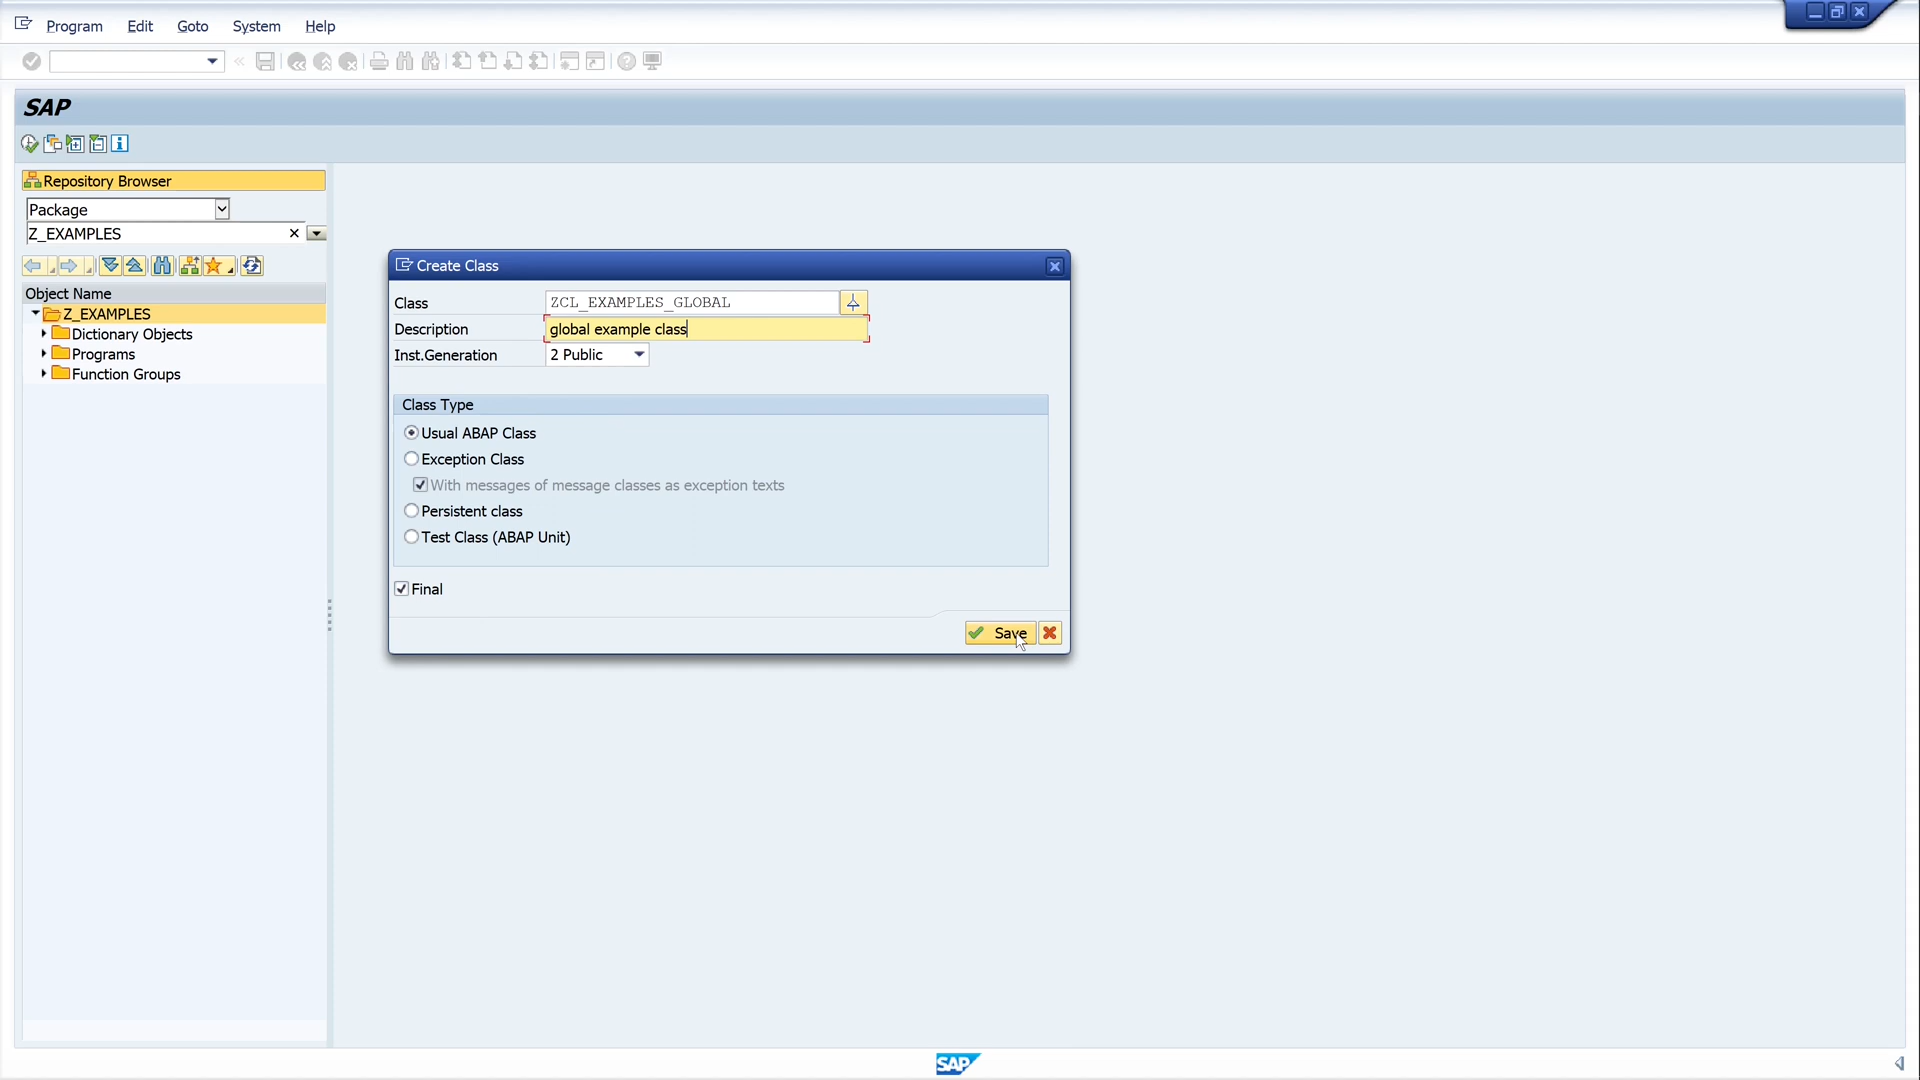 Program Edit Goto System Help
SAP
Repository Browser
Package
Z_EXAMPLES
Object Name
Z_EXAMPLES
Dictionary Objects
Programs
Function Groups
Create Class
Class ZCL_EXAMPLES_GLOBAL
Description global example class
Inst.Generation 2 Public
Class Type
Usual ABAP Class
Exception Class
With messages of message classes as exception texts
Persistent class
Test Class (ABAP Unit)
Final
Save
SAP